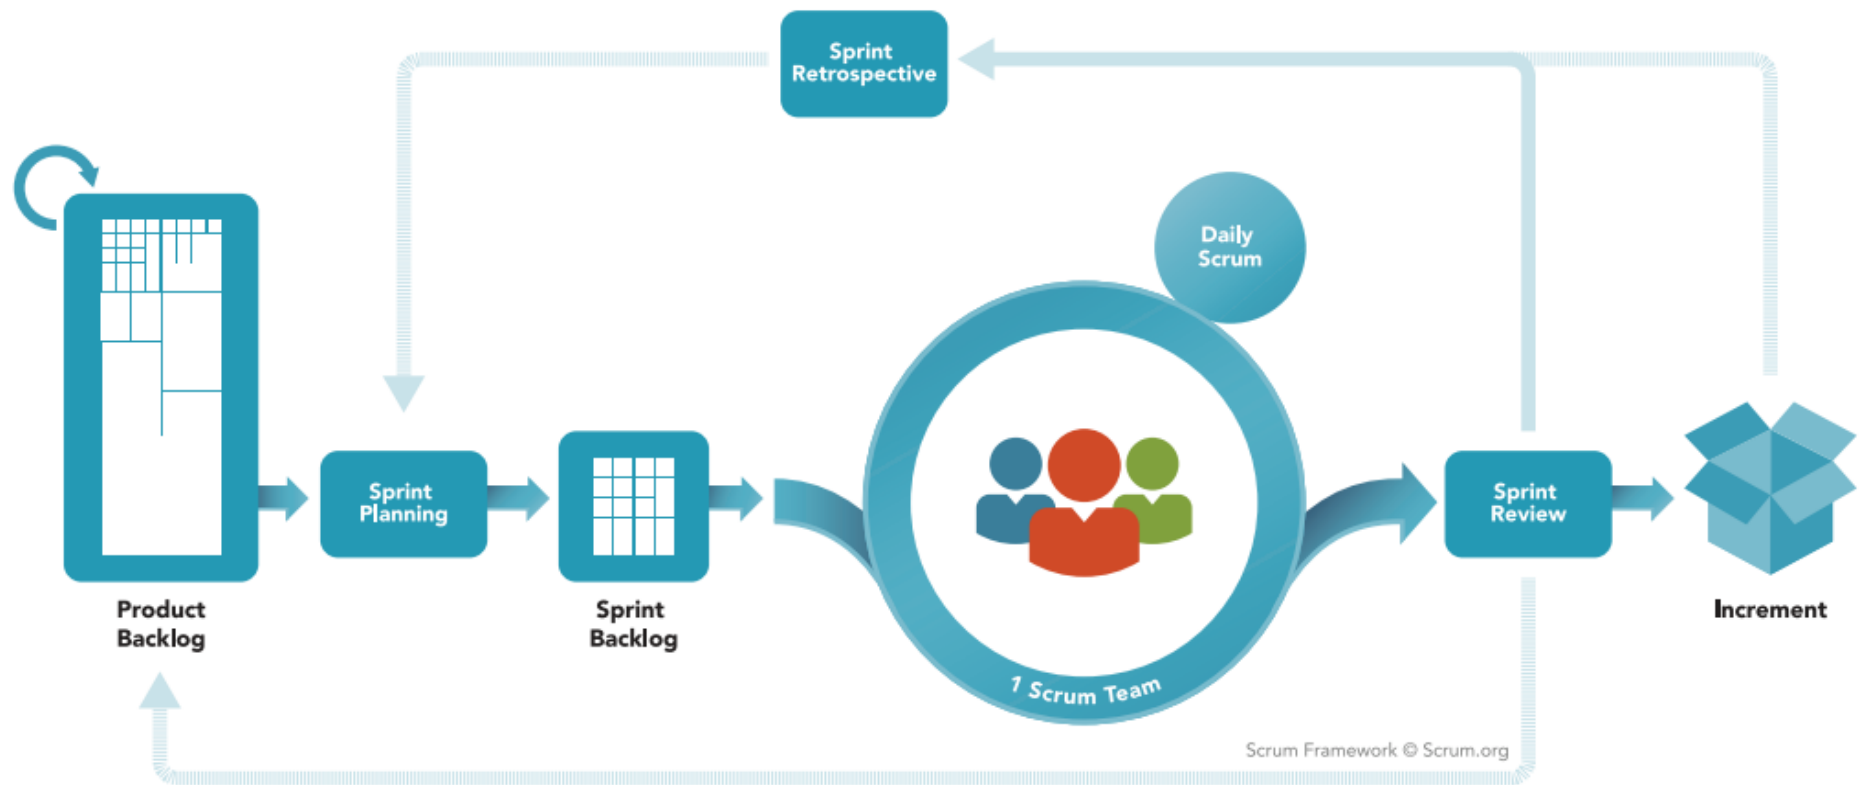 Sprint
Retrospective
Daily
Scrum
Sprint
Planning
Sprint
Review
Product
Backlog
Sprint
Backlog
Increment
1 Scrum Team
Scrum Framework © Scrum.org